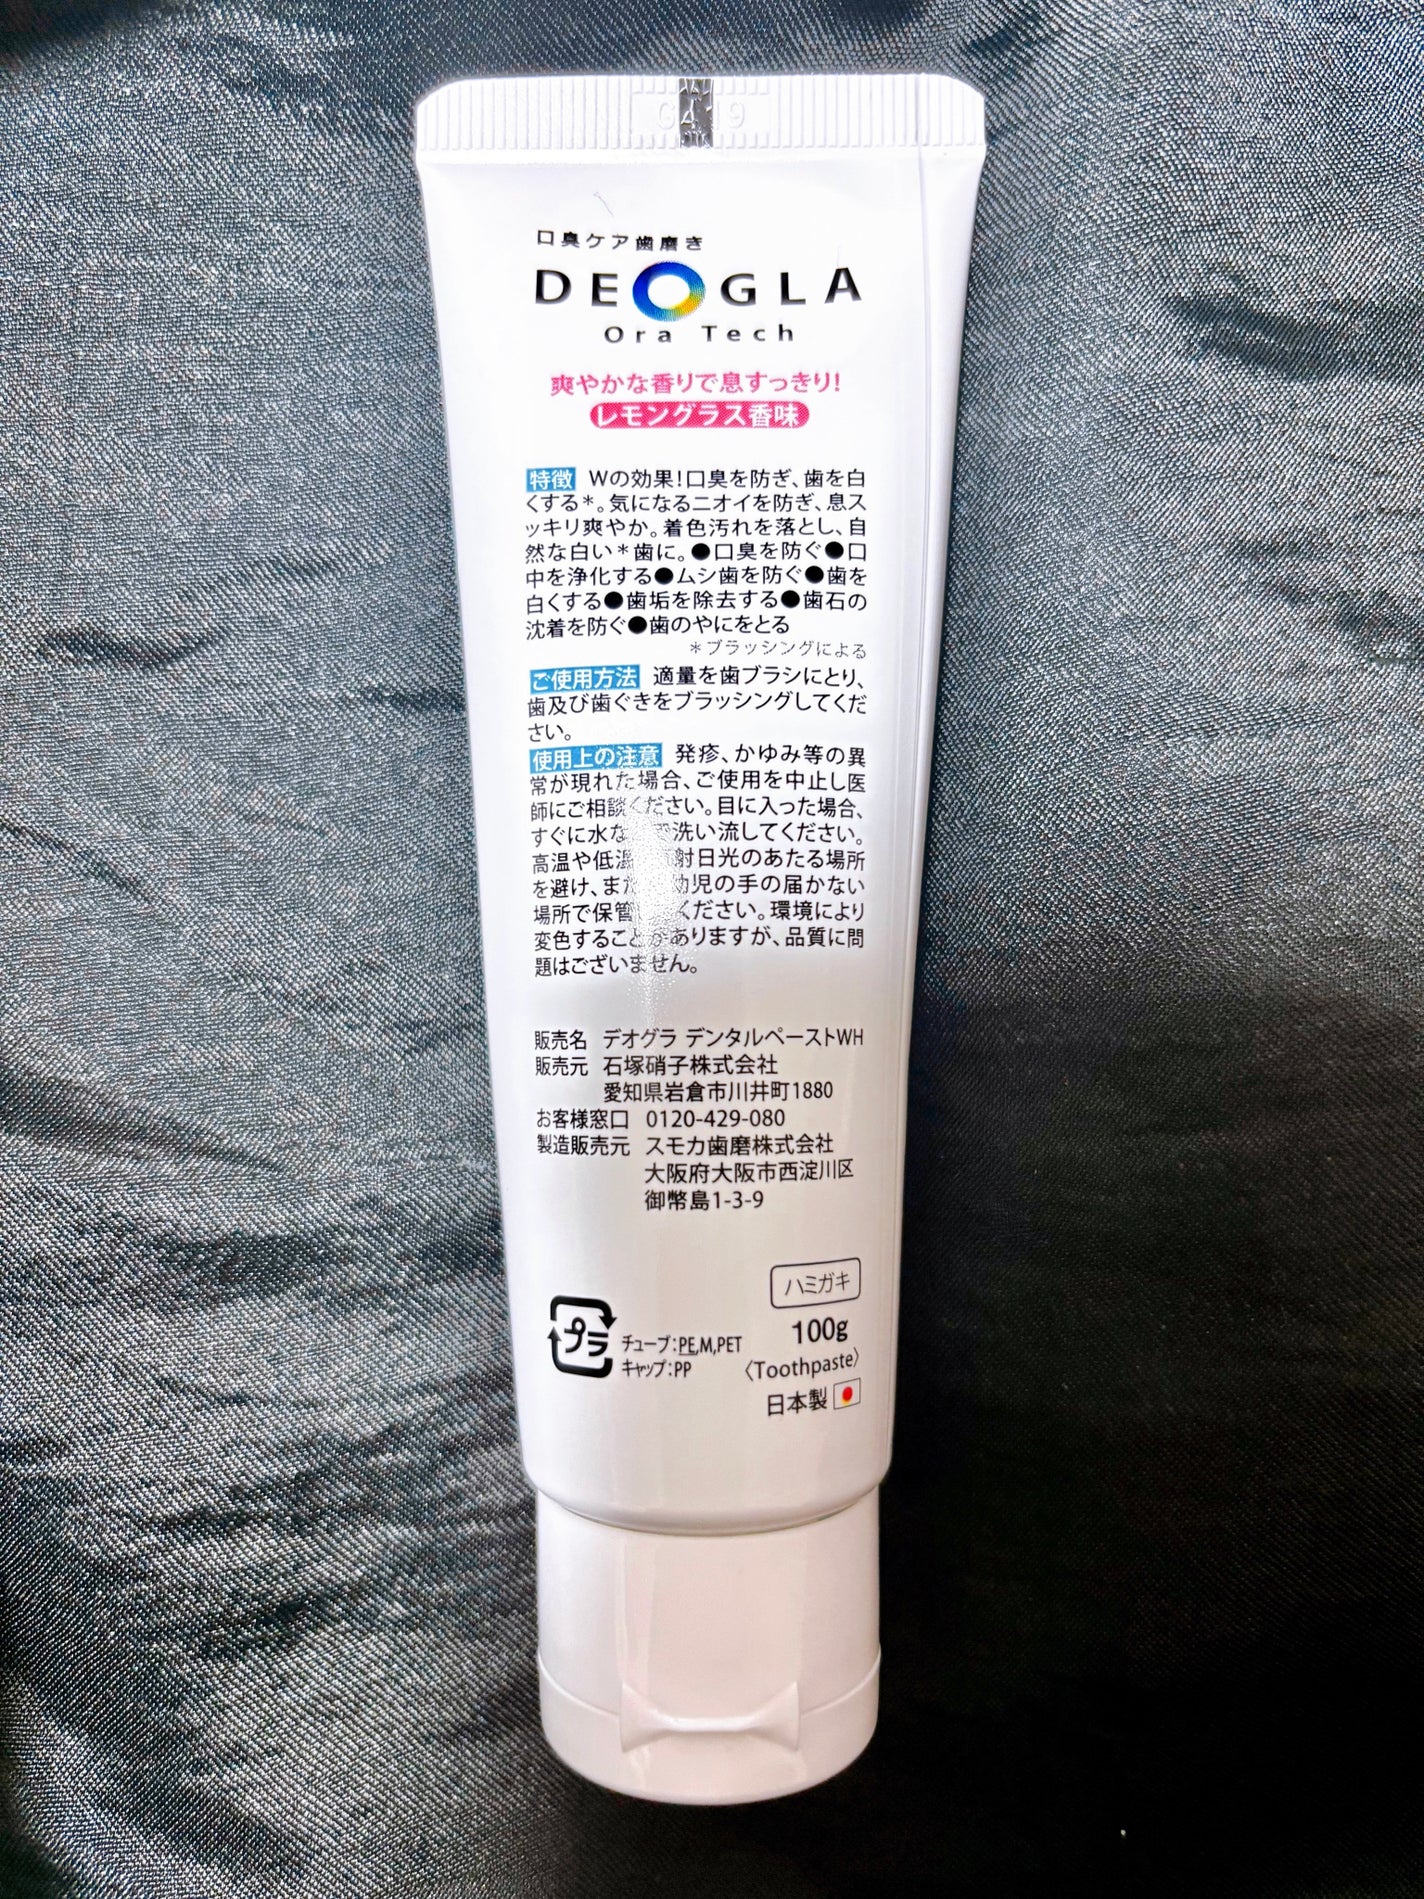 口臭ケア歯磨き
DEOGLA
Ora Tech
爽やかな香りで息すっきり!
レモングラス香味
特徴 Wの効果!口臭を防ぎ、歯を白
くする*。気になるニオイを防ぎ、息ス
ッキリ爽やか。着色汚れを落とし、自
然な白い*歯に。●口臭を防ぐ●口
中を浄化する●ムシ歯を防ぐ●歯を
白くする●歯垢を除去する●歯石の
沈着を防ぐ●歯のやにをとる
*ブラッシングによる
ご使用方法 適量を歯ブラシにとり、
歯及び歯ぐきをブラッシングしてくだ
さい。
使用上の注意 発疹、かゆみ等の異
常が現れた場合、ご使用を中止し医
師にご相談ください。目に入った場合、
すぐに水な で洗い流してください。
高温や低温 射日光のあたる場所
を避け、また 幼児の手の届かない
場所で保管 ください。環境により
変色することがありますが、品質に問
題はございません。
販売名 デオグラ デンタルペーストWH
販売元 石塚硝子株式会社
愛知県岩倉市川井町1880
お客様窓口 0120-429-080
製造販売元 スモカ歯磨株式会社
大阪府大阪市西淀川区
御幣島1-3-9
ハミガキ
プラ
チューブ:PE,M,PET
キャップ:PP
100g
〈Toothpaste〉
日本製